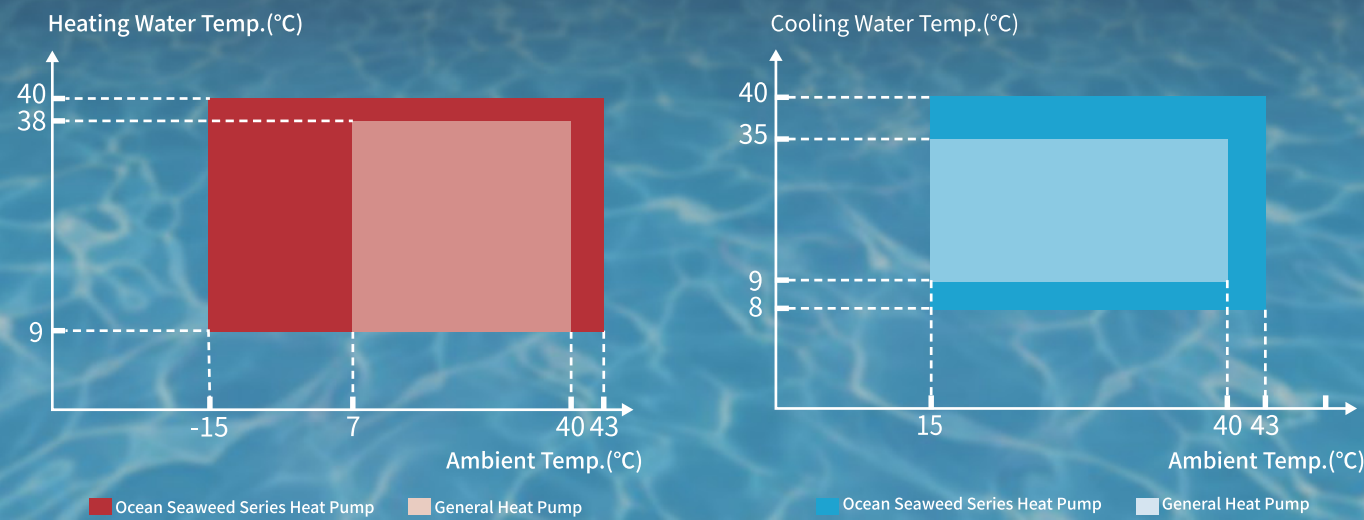 Heating Water Temp.(°C)
40
38
9
-15 7 40 43
Ambient Temp.(°C)
Ocean Seaweed Series Heat Pump General Heat Pump
Cooling Water Temp.(°C)
40
35
9
8
15 40 43
Ambient Temp.(°C)
Ocean Seaweed Series Heat Pump General Heat Pump